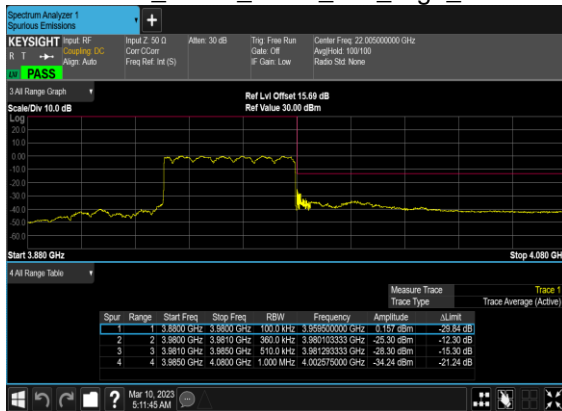 Spectrum Analyzer 1
Spurious Emissions
KEYSIGHT
R T
PASS
Input: RF
Coupling: DC
Align: Auto
Input Z: 50 Ω
Corr CCorr
Freq Ref: Int (S)
Atten: 30 dB
Trig: Free Run
Gate: Off
IF Gain: Low
Center Freq: 22.005000000 GHz
Avg|Hold: 100/100
Radio Std: None
3 All Range Graph
Scale/Div 10.0 dB
Ref Lvl Offset 15.69 dB
Ref Value 30.00 dBm
Log
20.0
10.0
0.00
-10.0
-20.0
-30.0
-40.0
-50.0
-60.0
Start 3.880 GHz
Stop 4.080 GH
4 All Range Table
Measure Trace Trace 1
Trace Type Trace Average (Active)
Spur Range Start Freq Stop Freq RBW Frequency Amplitude ΔLimit
1 1 3.8800 GHz 3.9800 GHz 100.0 kHz 3.959500000 GHz 0.157 dBm -29.84 dB
2 2 3.9800 GHz 3.9810 GHz 360.0 kHz 3.980103333 GHz -25.30 dBm -12.30 dB
3 3 3.9810 GHz 3.9850 GHz 510.0 kHz 3.981293333 GHz -28.30 dBm -15.30 dB
4 4 3.9850 GHz 4.0800 GHz 1.000 MHz 4.002575000 GHz -34.24 dBm -21.24 dB
Mar 10, 2023
5:11:45 AM